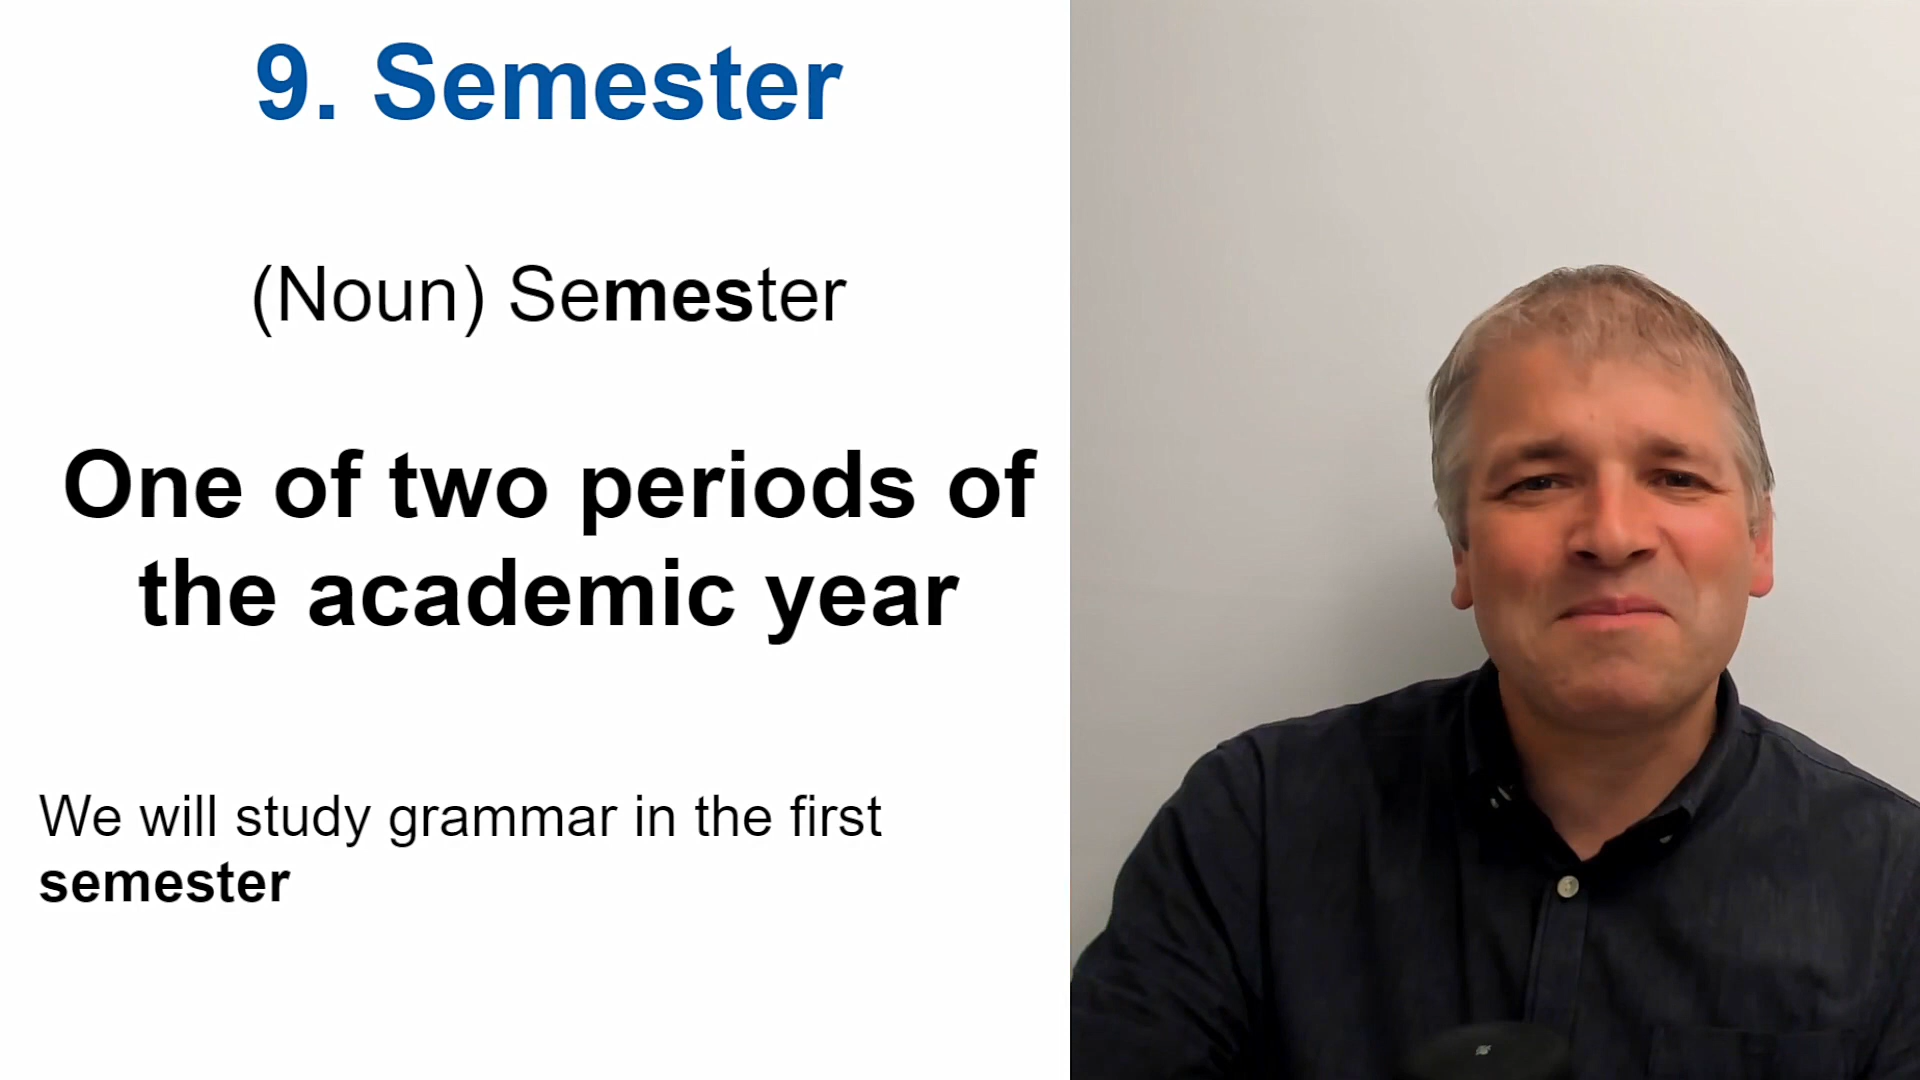 9. Semester
(Noun) Semester
One of two periods of
the academic year
We will study grammar in the first
semester